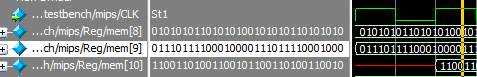 ...testbench/mips/CLK St1
...ch/mips/Reg/mem[8] 01010101101010100101010110101010
...ch/mips/Reg/mem[9] 01110111100010000111011110001000
...h/mips/Reg/mem[10] 11001101001100101100110100110010